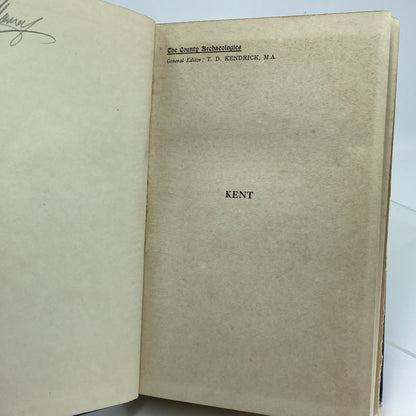 The County Archaeologies
General Editor: T. D. KENDRICK, M.A.
KENT